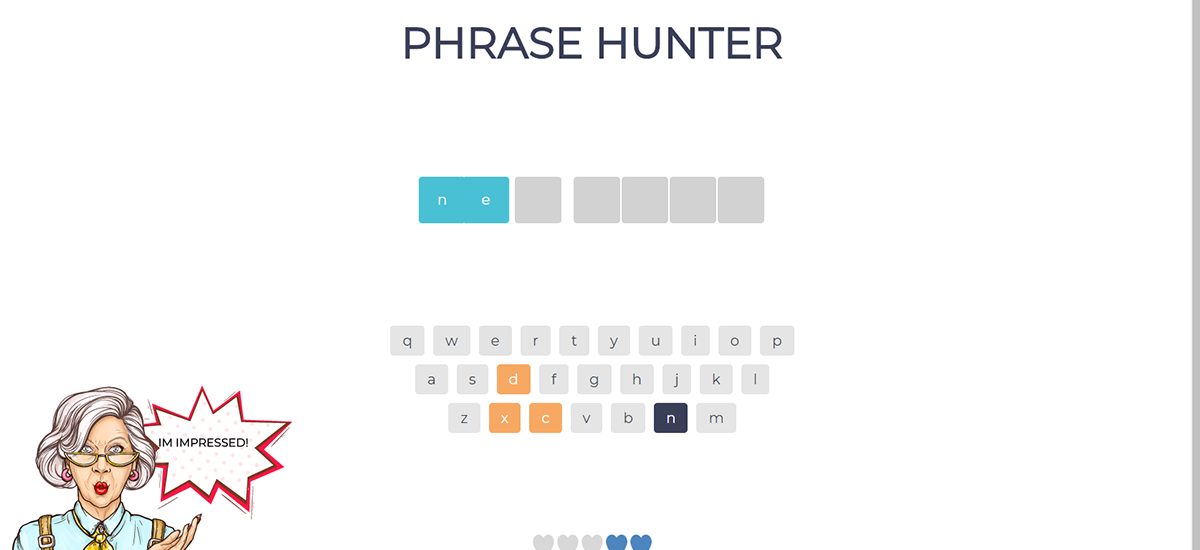 PHRASE HUNTER
n e
q w e r t y u i o p
a s d f g h j k l
z x c v b n m
IM IMPRESSED!